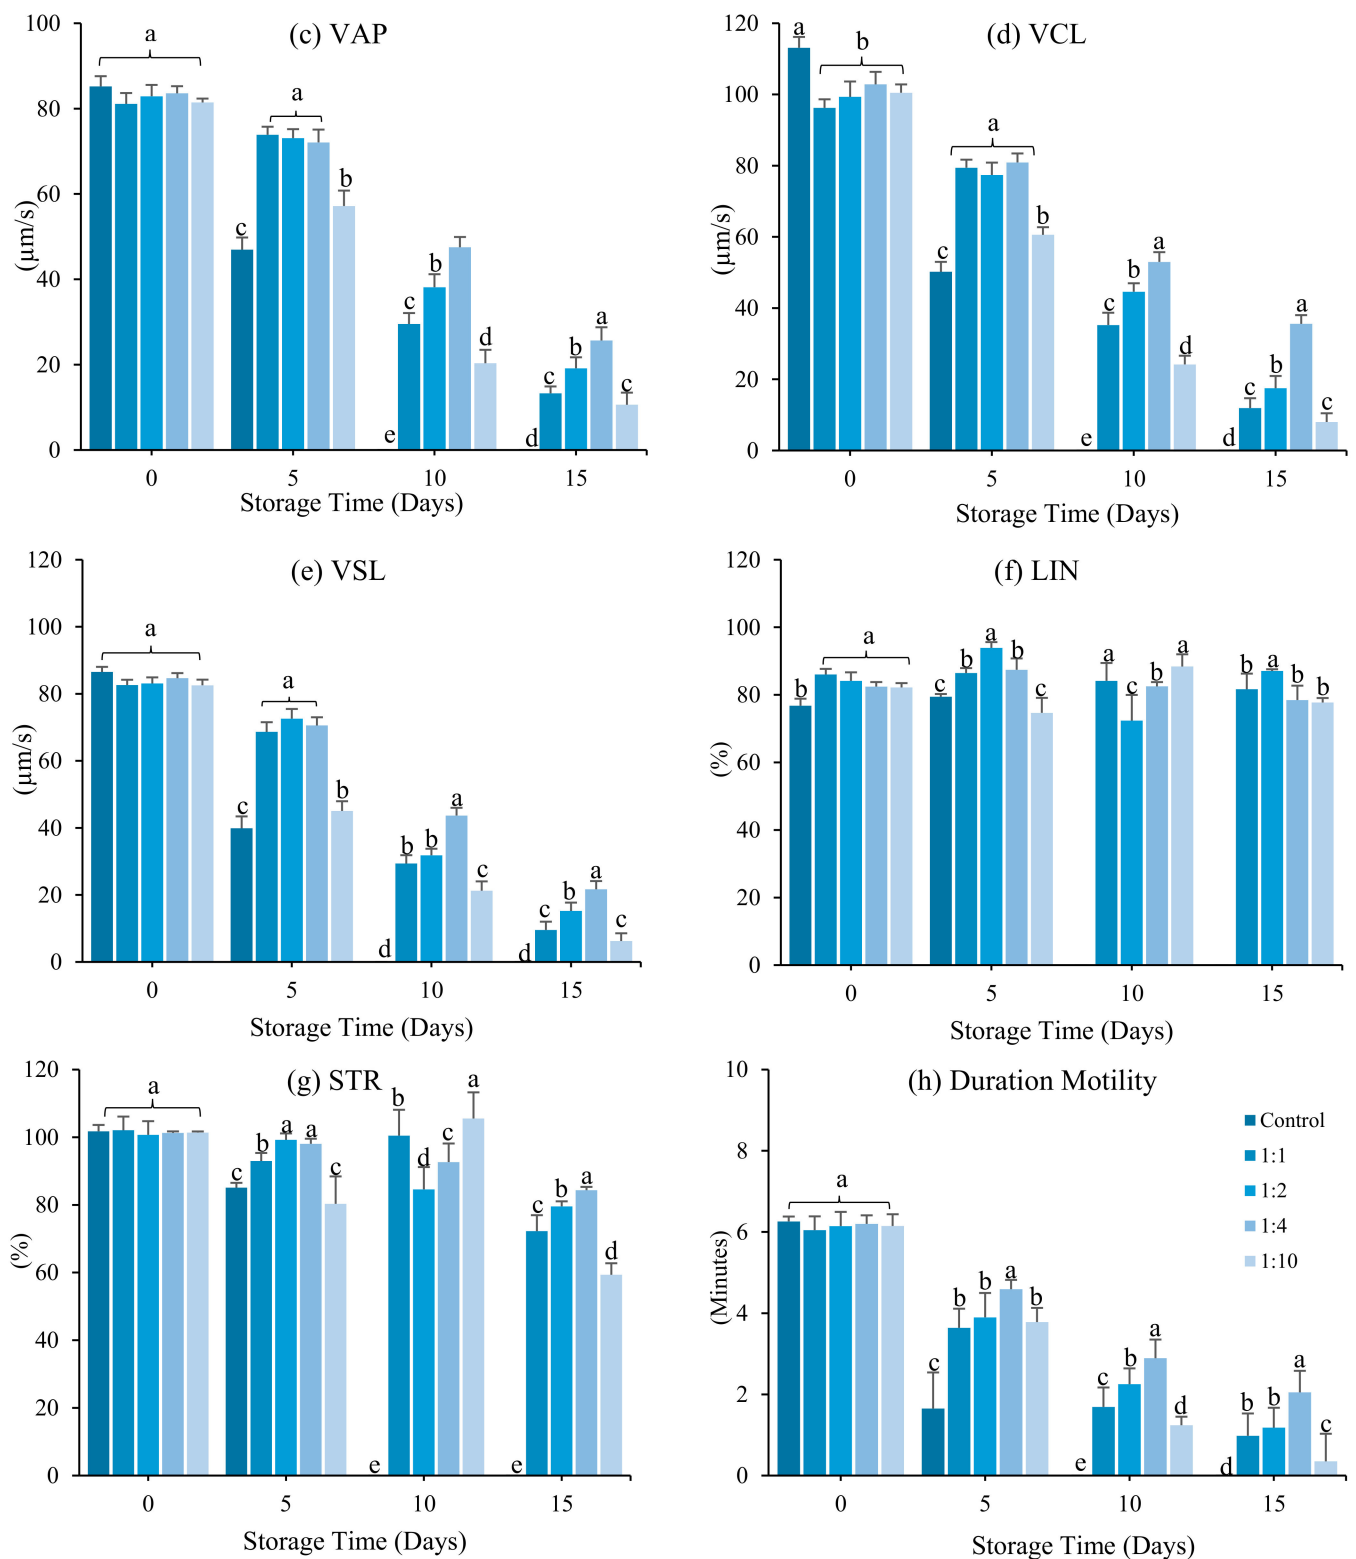 (c) VAP
100
80
60
40
20
0
(μm/s)
a
c
a
b
e
c
b
d
d
c
b
a
c
0
5
10
15
Storage Time (Days)
(d) VCL
120
100
80
60
40
20
0
(μm/s)
a
b
c
a
b
e
c
b
a
d
d
c
b
a
c
0
5
10
15
Storage Time (Days)
(e) VSL
120
100
80
60
40
20
0
(μm/s)
a
c
a
b
d
b
b
a
c
d
c
b
a
c
0
5
10
15
Storage Time (Days)
(f) LIN
120
100
80
60
40
20
0
(%)
b
a
c
b
a
b
c
a
c
b
a
b
a
b
b
0
5
10
15
Storage Time (Days)
(g) STR
120
100
80
60
40
20
0
(%)
a
c
b
a
a
c
e
b
d
c
a
e
c
b
a
d
0
5
10
15
Storage Time (Days)
(h) Duration Motility
10
8
6
4
2
0
(Minutes)
a
c
b
b
a
b
e
c
b
a
d
d
b
b
a
c
0
5
10
15
Storage Time (Days)
Control
1:1
1:2
1:4
1:10